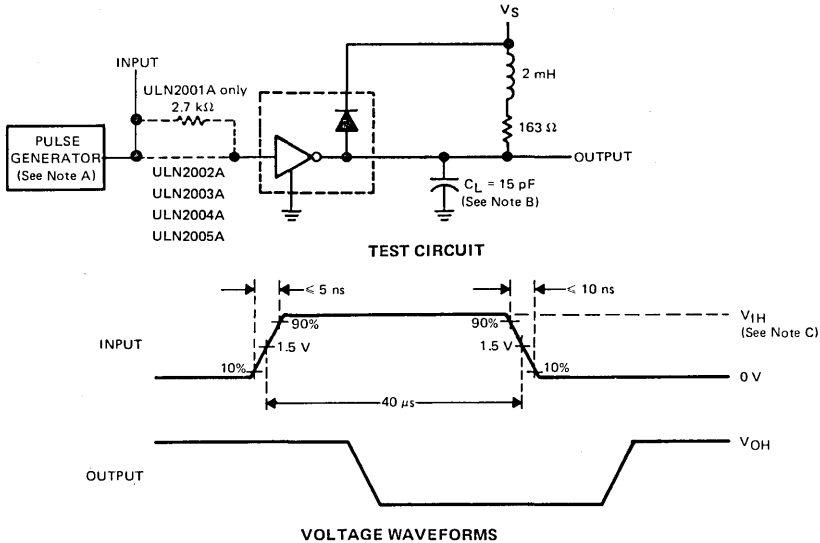 VS
INPUT
2 mH
ULN2001A only
2.7 kΩ
163 Ω
PULSE
GENERATOR
(See Note A)
OUTPUT
ULN2002A
ULN2003A
ULN2004A
ULN2005A
CL = 15 pF
(See Note B)
TEST CIRCUIT
⩽ 5 ns
⩽ 10 ns
90%
90%
VIH
(See Note C)
INPUT
1.5 V
1.5 V
10%
10%
0 V
40 μs
VOH
OUTPUT
VOLTAGE WAVEFORMS